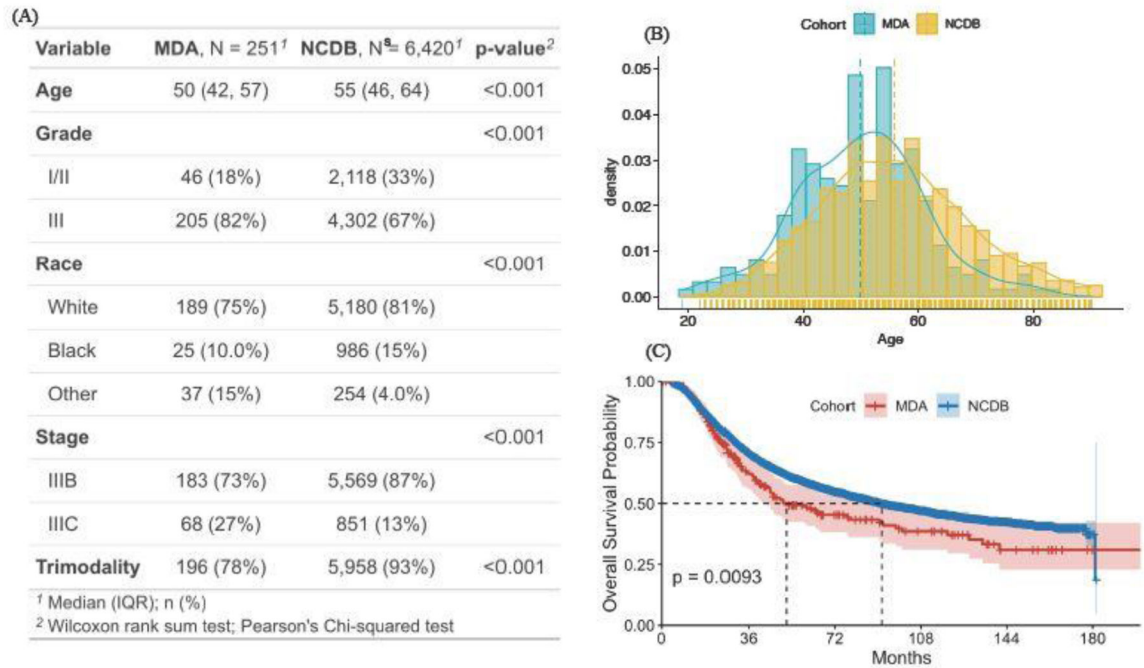 (A)
Variable MDA, N = 251¹ NCDB, Nˢ= 6,420¹ p-value²
Age 50 (42, 57) 55 (46, 64) <0.001
Grade <0.001
I/II 46 (18%) 2,118 (33%)
III 205 (82%) 4,302 (67%)
Race <0.001
White 189 (75%) 5,180 (81%)
Black 25 (10.0%) 986 (15%)
Other 37 (15%) 254 (4.0%)
Stage <0.001
IIIB 183 (73%) 5,569 (87%)
IIIC 68 (27%) 851 (13%)
Trimodality 196 (78%) 5,958 (93%) <0.001
¹ Median (IQR); n (%)
² Wilcoxon rank sum test; Pearson's Chi-squared test
(B)
Cohort MDA NCDB
density
0.05
0.04
0.03
0.02
0.01
0.00
20 40 60 80
Age
(C)
Cohort MDA NCDB
Overall Survival Probability
1.00
0.75
0.50
0.25
0.00
p = 0.0093
0 36 72 108 144 180
Months